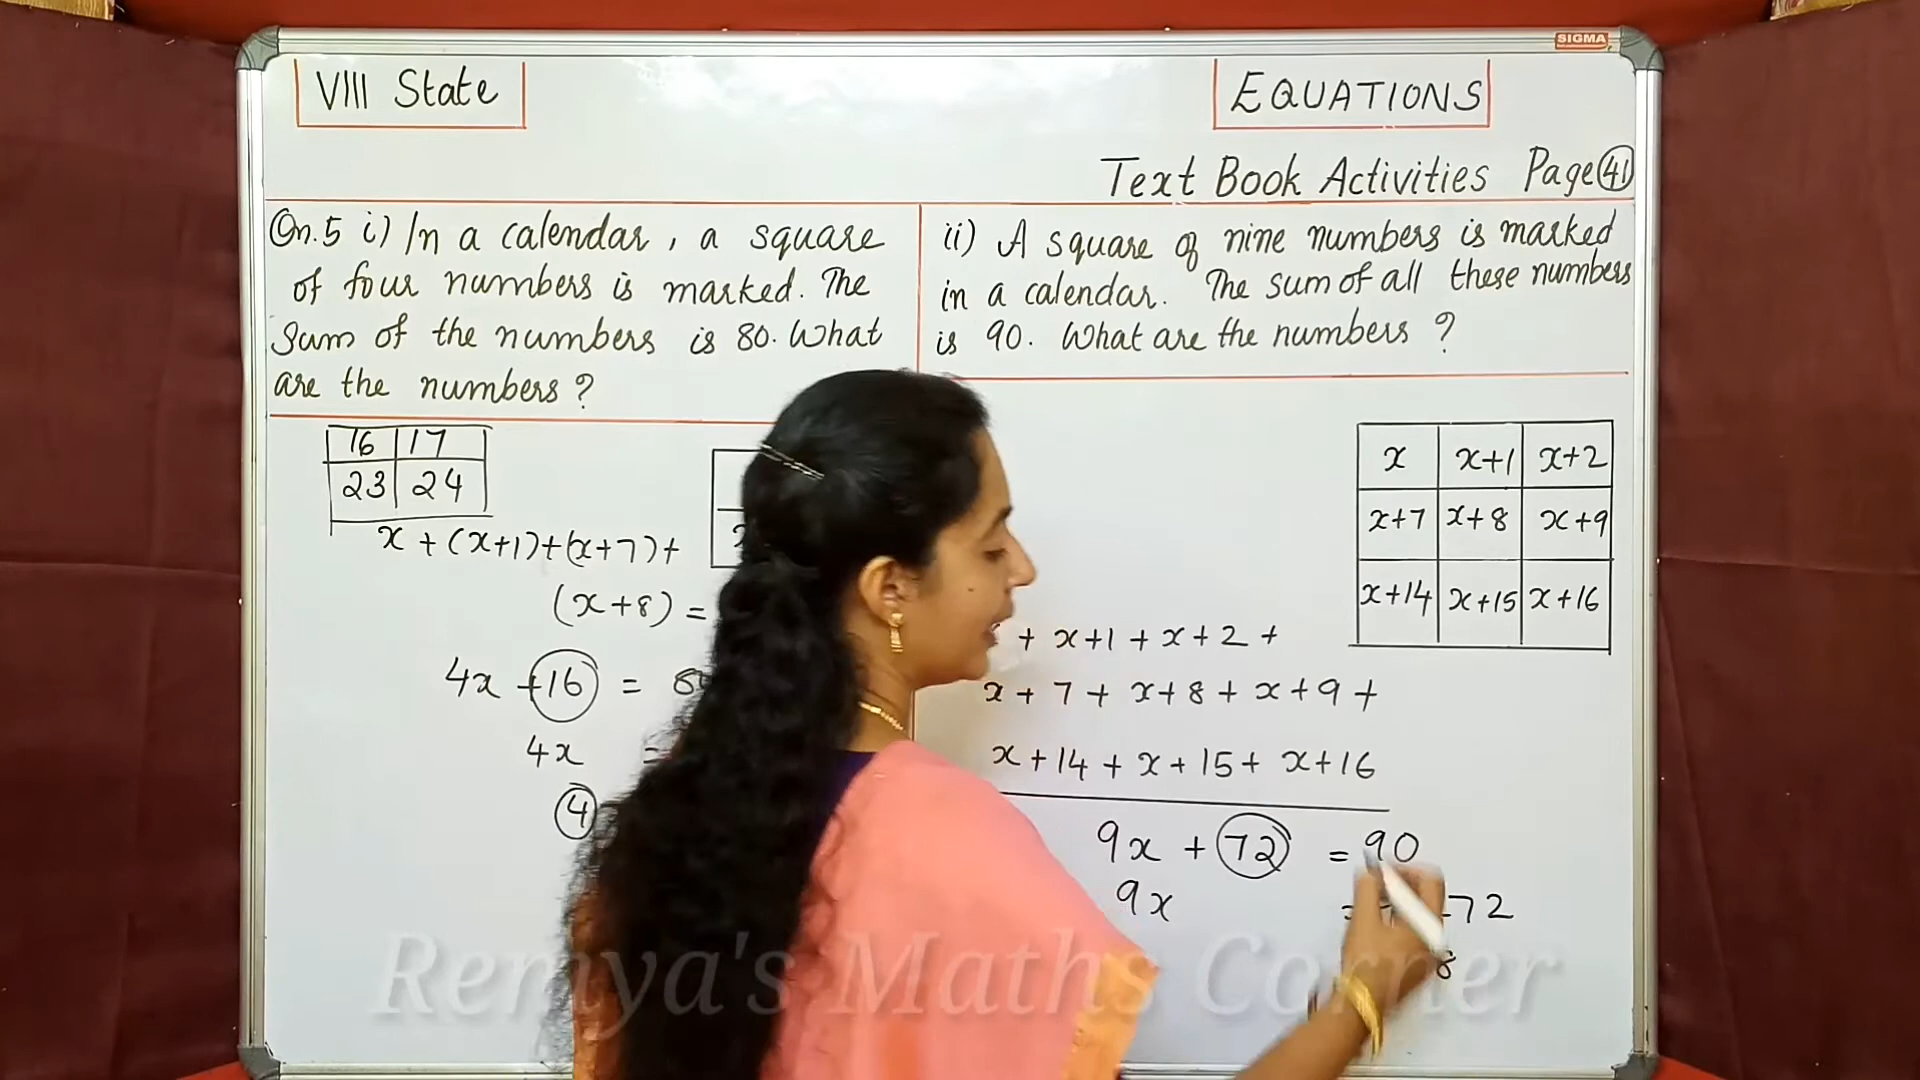 SIGMA
VIII State
EQUATIONS
Text Book Activities Page 41
Qn.5 i) In a calendar, a square
of four numbers is marked. The
Sum of the numbers is 80. What
are the numbers?
16 17
23 24
x + (x+1)+(x+7)+
(x+8) =
4x +16 =
4x =
4
ii) A square of nine numbers is marked
in a calendar. The sum of all these numbers
is 90. What are the numbers ?
x x+1 x+2
x+7 x+8 x+9
x+14 x+15 x+16
+ x+1 + x+2 +
x+7+ x+8 + x+9 +
x+14 + x+15+ x+16
9x + 72 = 90
9x = 72
8
Remya's Maths Corner